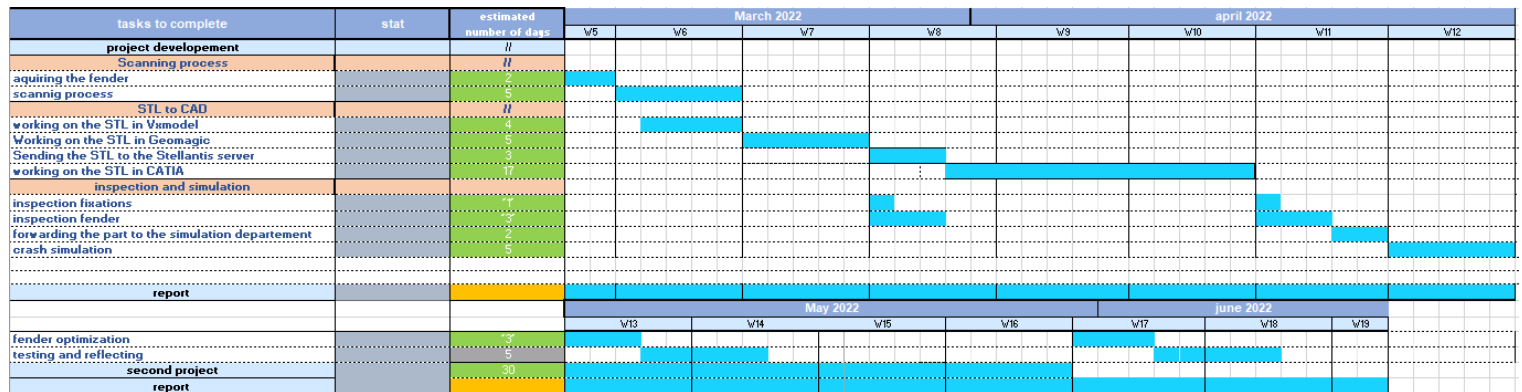 tasks to complete stat estimated number of days March 2022 april 2022
W5 W6 W7 W8 W9 W10 W11 W12
project developement //
Scanning process //
aquiring the fender 2
scannig process 5
STL to CAD //
working on the STL in Vxmodel 4
Working on the STL in Geomagic 5
Sending the STL to the Stellantis server 3
working on the STL in CATIA 17
inspection and simulation
inspection fixations "1"
inspection fender "3"
forwarding the part to the simulation departement 2
crash simulation 5
report
May 2022 june 2022
W13 W14 W15 W16 W17 W18 W19
fender optimization "3"
testing and reflecting 5
second project 30
report